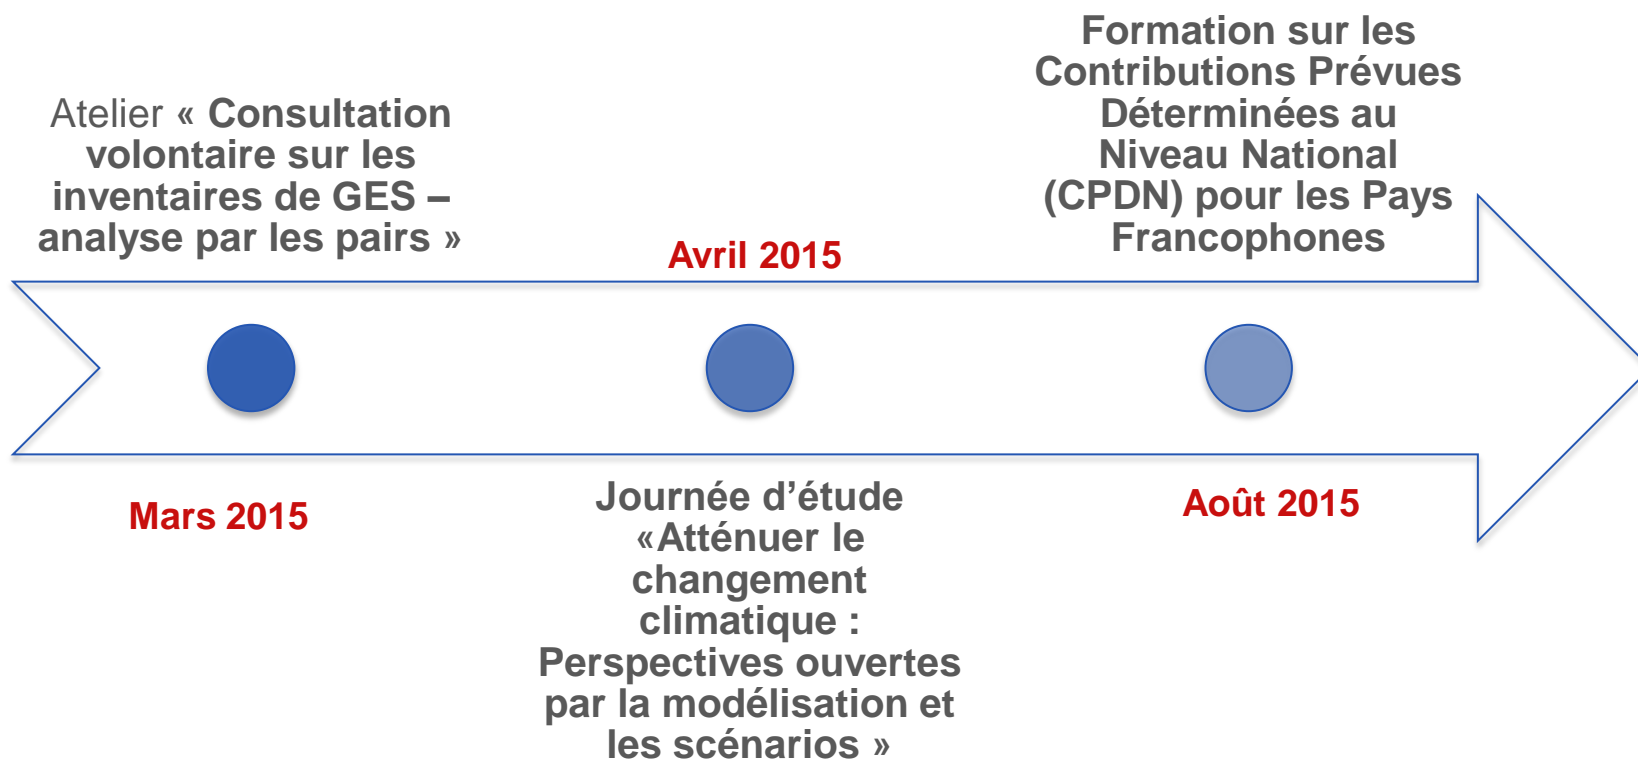 Atelier « Consultation
volontaire sur les
inventaires de GES –
analyse par les pairs »
Mars 2015
Avril 2015
Journée d’étude
«Atténuer le
changement
climatique :
Perspectives ouvertes
par la modélisation et
les scénarios »
Formation sur les
Contributions Prévues
Déterminées au
Niveau National
(CPDN) pour les Pays
Francophones
Août 2015